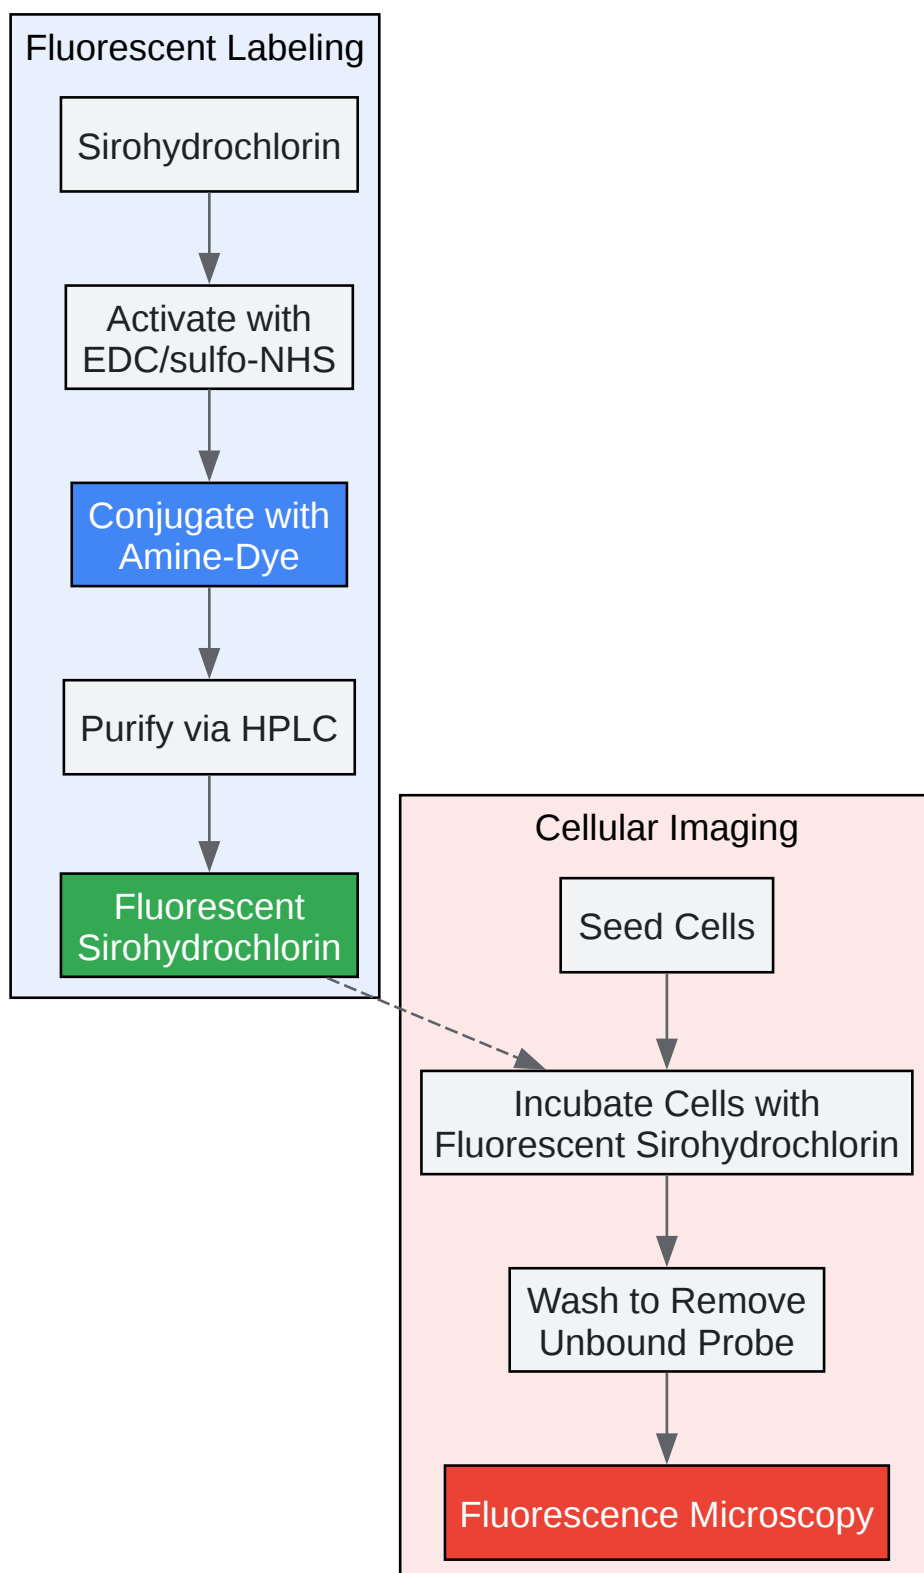 Fluorescent Labeling
Sirohydrochlorin
Activate with
EDC/sulfo-NHS
Conjugate with
Amine-Dye
Purify via HPLC
Fluorescent
Sirohydrochlorin
Cellular Imaging
Seed Cells
Incubate Cells with
Fluorescent Sirohydrochlorin
Wash to Remove
Unbound Probe
Fluorescence Microscopy